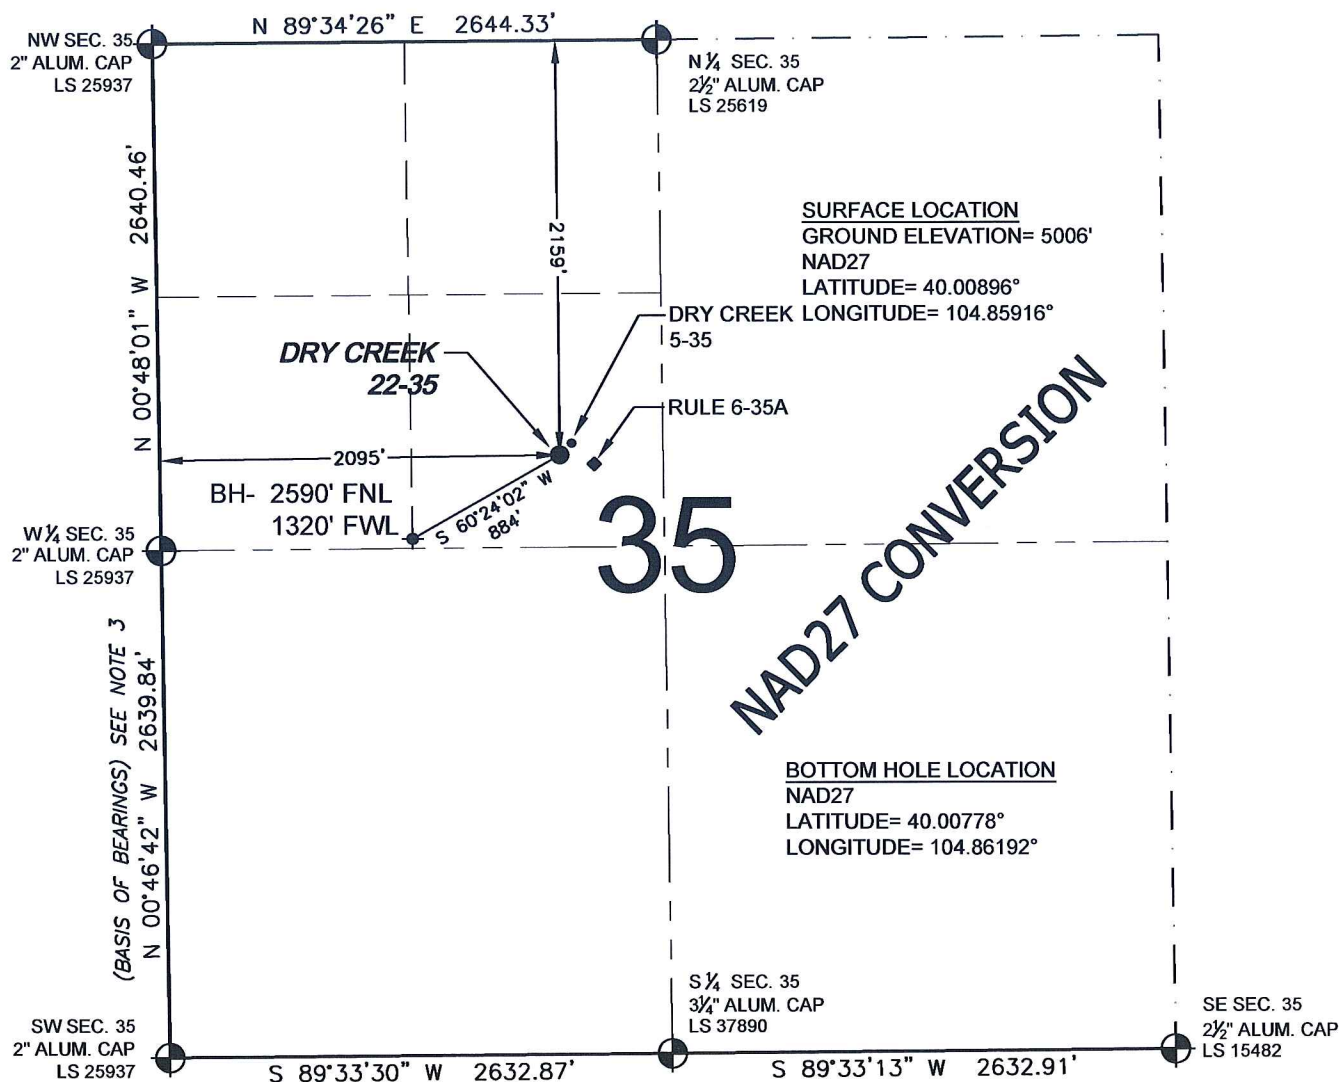 N 89°34'26" E 2644.33'
NW SEC. 35
2" ALUM. CAP
LS 25937
N ¼ SEC. 35
2½" ALUM. CAP
LS 25619
N 00°48'01" W 2640.46'
2159'
SURFACE LOCATION
GROUND ELEVATION= 5006'
NAD27
LATITUDE= 40.00896°
LONGITUDE= 104.85916°
DRY CREEK
5-35
DRY CREEK
22-35
RULE 6-35A
2095'
BH- 2590' FNL
1320' FWL
S 60°24'02" W
884'
35
NAD27 CONVERSION
W ¼ SEC. 35
2" ALUM. CAP
LS 25937
(BASIS OF BEARINGS) SEE NOTE 3
N 00°46'42" W 2639.84'
BOTTOM HOLE LOCATION
NAD27
LATITUDE= 40.00778°
LONGITUDE= 104.86192°
S ¼ SEC. 35
3¼" ALUM. CAP
LS 37890
SE SEC. 35
2½" ALUM. CAP
LS 15482
SW SEC. 35
2" ALUM. CAP
LS 25937
S 89°33'30" W 2632.87'
S 89°33'13" W 2632.91'